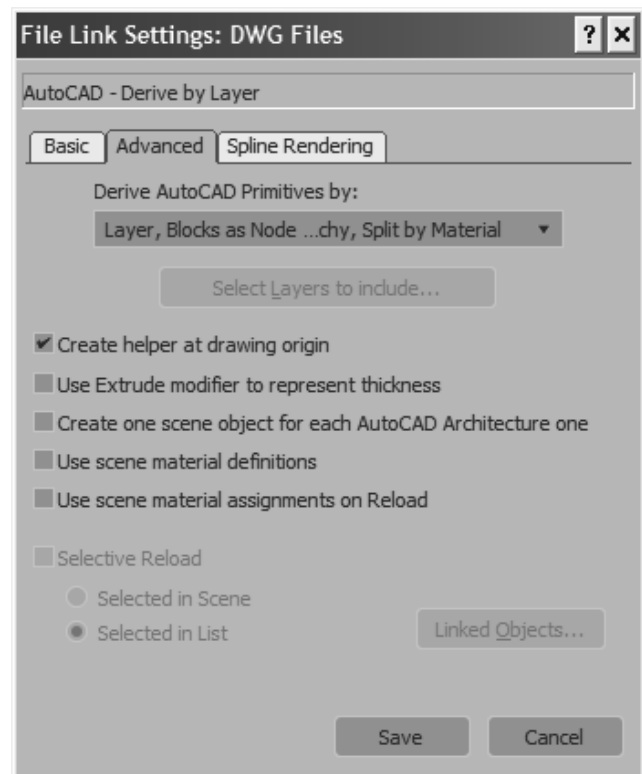 File Link Settings: DWG Files
?
AutoCAD - Derive by Layer
Basic Advanced Spline Rendering
Derive AutoCAD Primitives by:
Layer, Blocks as Node ...chy, Split by Material
Select Layers to include...
Create helper at drawing origin
Use Extrude modifier to represent thickness
Create one scene object for each AutoCAD Architecture one
Use scene material definitions
Use scene material assignments on Reload
Selective Reload
Selected in Scene
Selected in List
Linked Objects...
Save Cancel